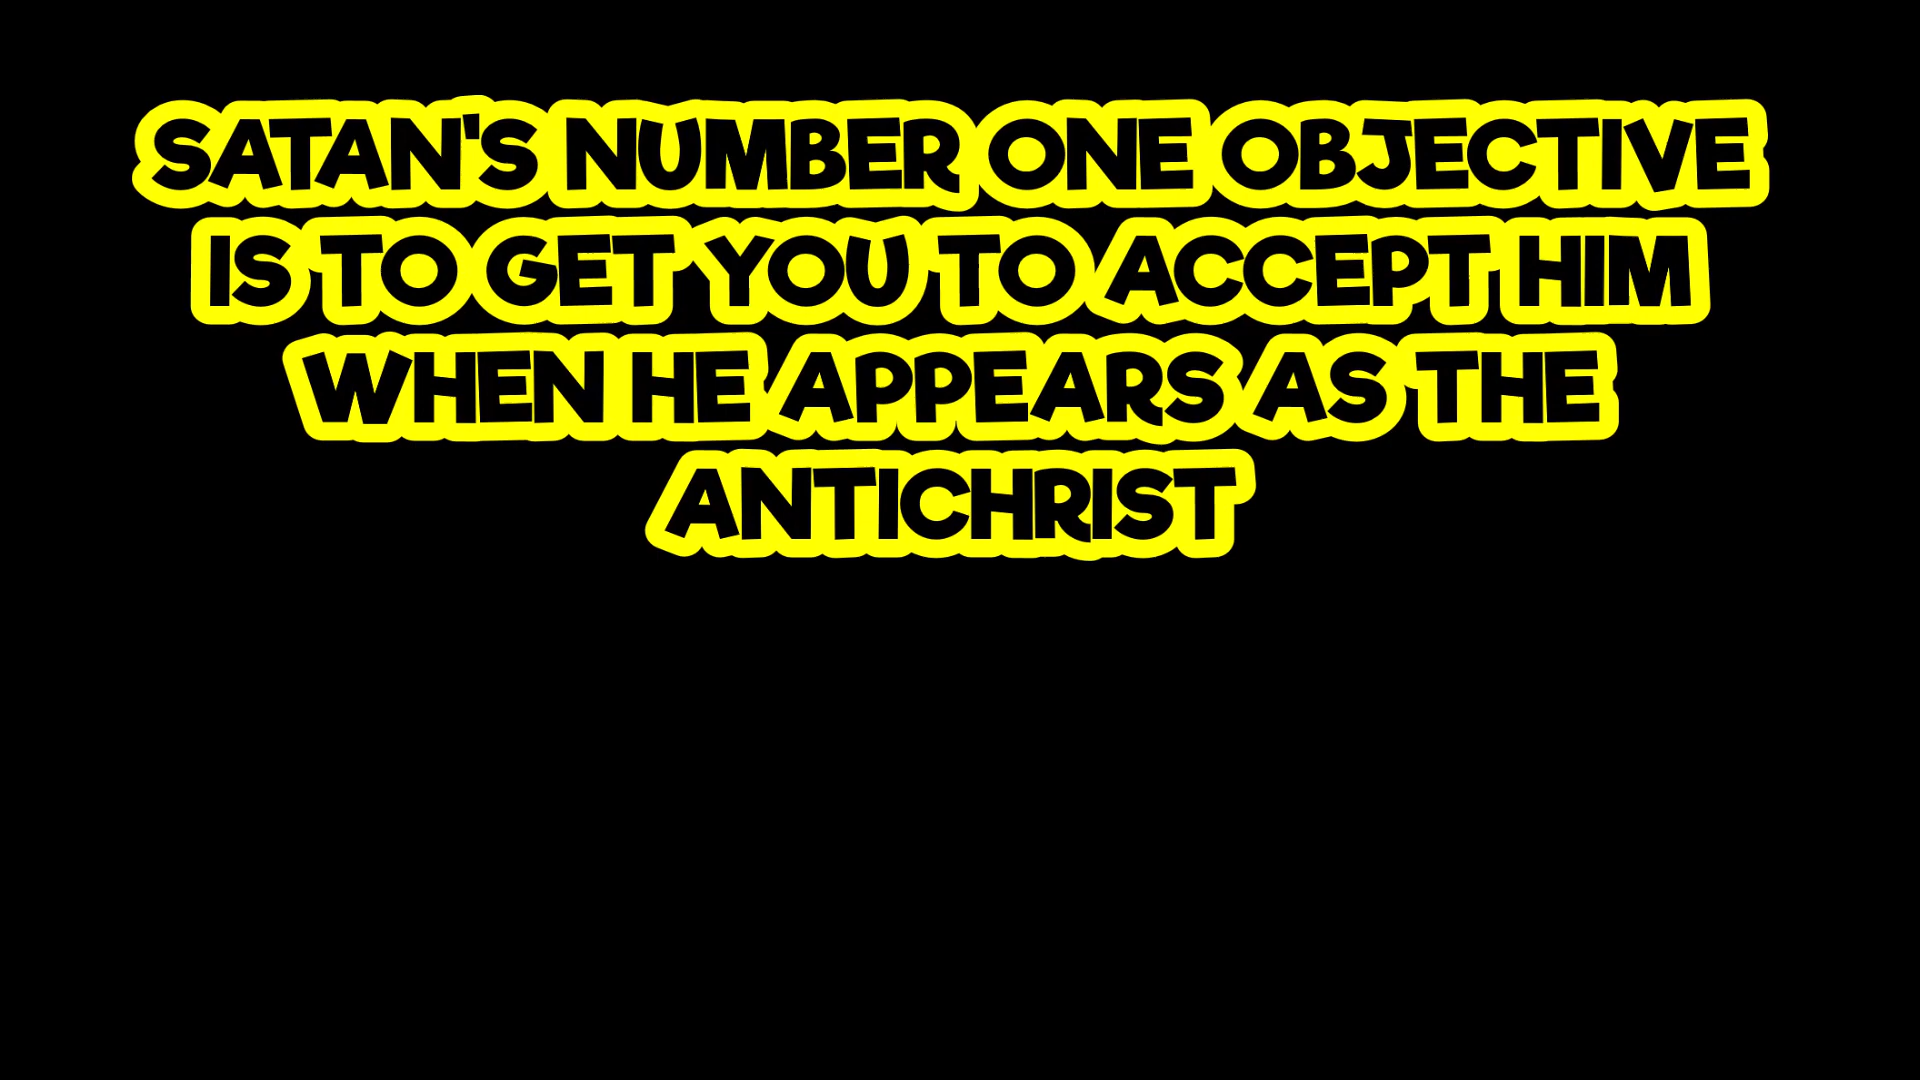 SATAN'S NUMBER ONE OBJECTIVE
IS TO GET YOU TO ACCEPT HIM
WHEN HE APPEARS AS THE
ANTICHRIST